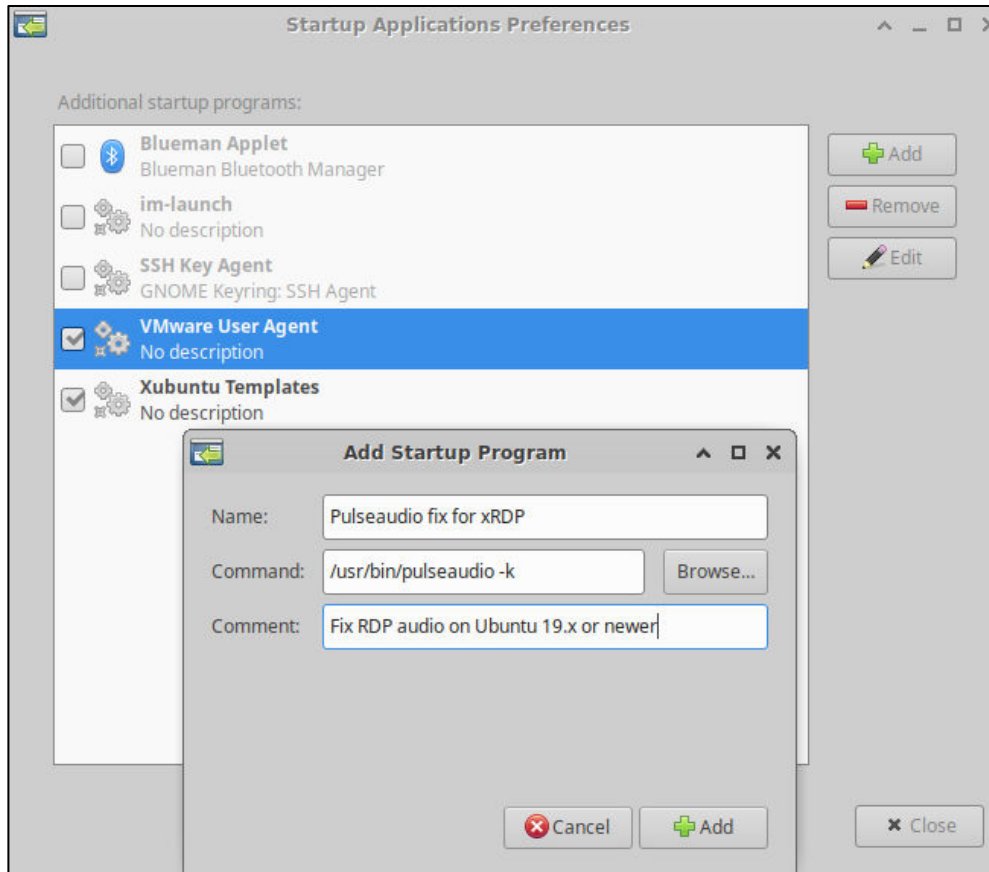 Startup Applications Preferences
Additional startup programs:
Blueman Applet
Blueman Bluetooth Manager
im-launch
No description
SSH Key Agent
GNOME Keyring: SSH Agent
VMware User Agent
No description
Xubuntu Templates
No description
Add
Remove
Edit
Add Startup Program
Name: Pulseaudio fix for xRDP
Command: /usr/bin/pulseaudio -k Browse...
Comment: Fix RDP audio on Ubuntu 19.x or newer
Cancel Add
Close